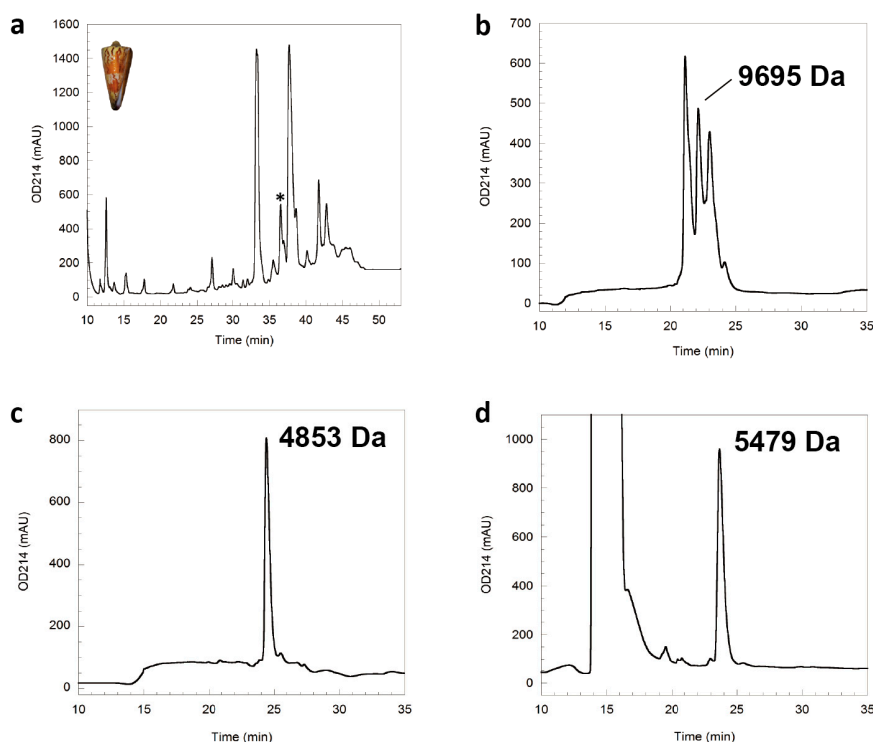 a
1600
1400
1200
1000
800
600
400
200
0
OD214 (mAU)
*
10 15 20 25 30 35 40 45 50
Time (min)
b
9695 Da
700
600
500
400
300
200
100
0
OD214 (mAU)
10 15 20 25 30 35
Time (min)
c
4853 Da
800
600
400
200
0
OD214 (mAU)
10 15 20 25 30 35
Time (min)
d
5479 Da
1000
800
600
400
200
0
OD214 (mAU)
10 15 20 25 30 35
Time (min)